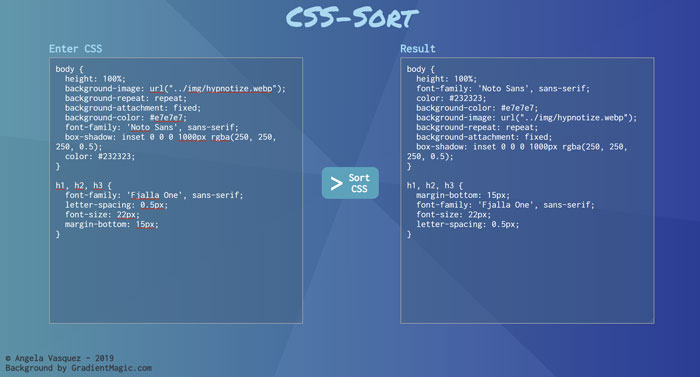 CSS-Sort
Enter CSS
body {
height: 100%;
background-image: url("../img/hypnotize.webp");
background-repeat: repeat;
background-attachment: fixed;
background-color: #e7e7e7;
font-family: 'Noto Sans', sans-serif;
box-shadow: inset 0 0 0 1000px rgba(250, 250,
250, 0.5);
color: #232323;
}
h1, h2, h3 {
font-family: 'Fjalla One', sans-serif;
letter-spacing: 0.5px;
font-size: 22px;
margin-bottom: 15px;
}
> Sort
CSS
Result
body {
height: 100%;
font-family: 'Noto Sans', sans-serif;
color: #232323;
background-color: #e7e7e7;
background-image: url("../img/hypnotize.webp");
background-repeat: repeat;
background-attachment: fixed;
box-shadow: inset 0 0 0 1000px rgba(250, 250,
250, 0.5);
}
h1, h2, h3 {
margin-bottom: 15px;
font-family: 'Fjalla One', sans-serif;
font-size: 22px;
letter-spacing: 0.5px;
}
© Angela Vasquez - 2019
Background by GradientMagic.com